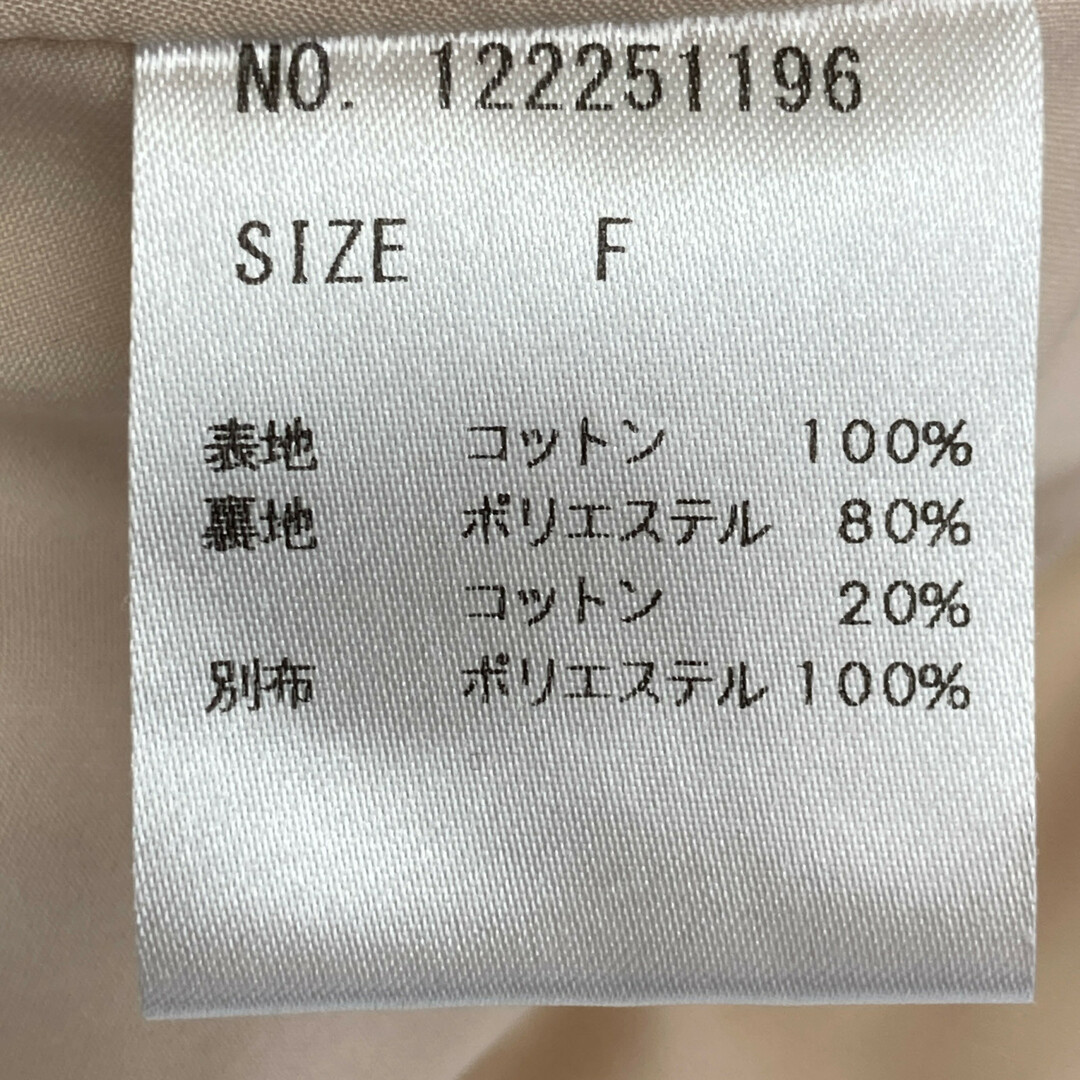 NO. 122251196
SIZE F
表地 コットン 100%
裏地 ポリエステル 80%
コットン 20%
別布 ポリエステル 100%